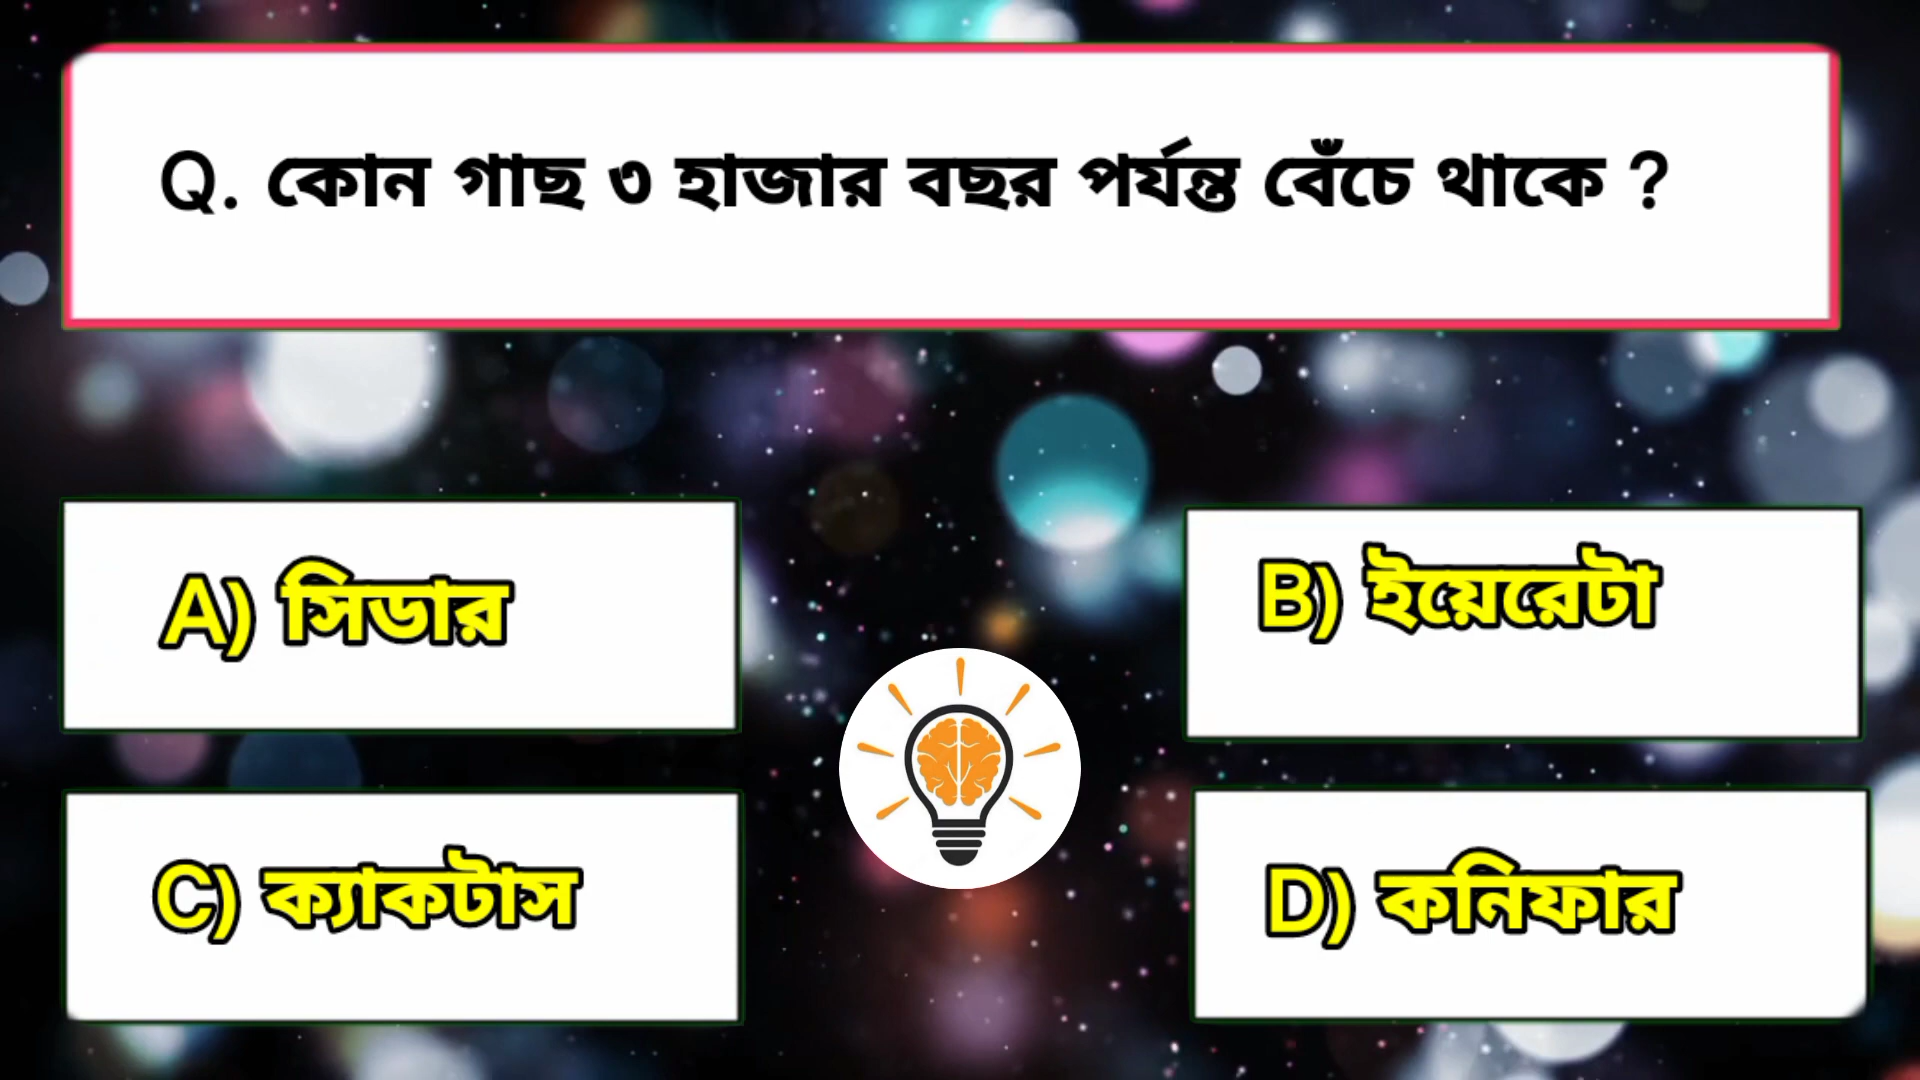 Q. কোন গাছ ৩ হাজার বছর পর্যন্ত বেঁচে থাকে ?
A) সিডার
B) ইয়েরেটা
C) ক্যাকটাস
D) কনিফার